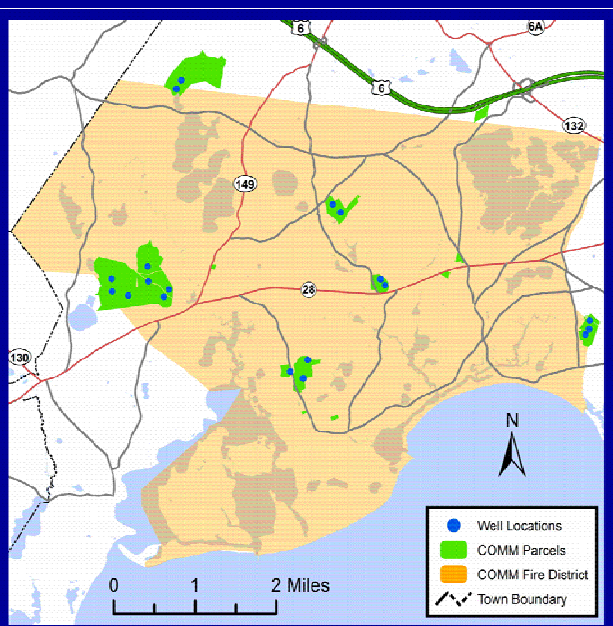 6
6A
6
132
149
28
130
N
0 1 2 Miles
Well Locations
COMM Parcels
COMM Fire District
Town Boundary